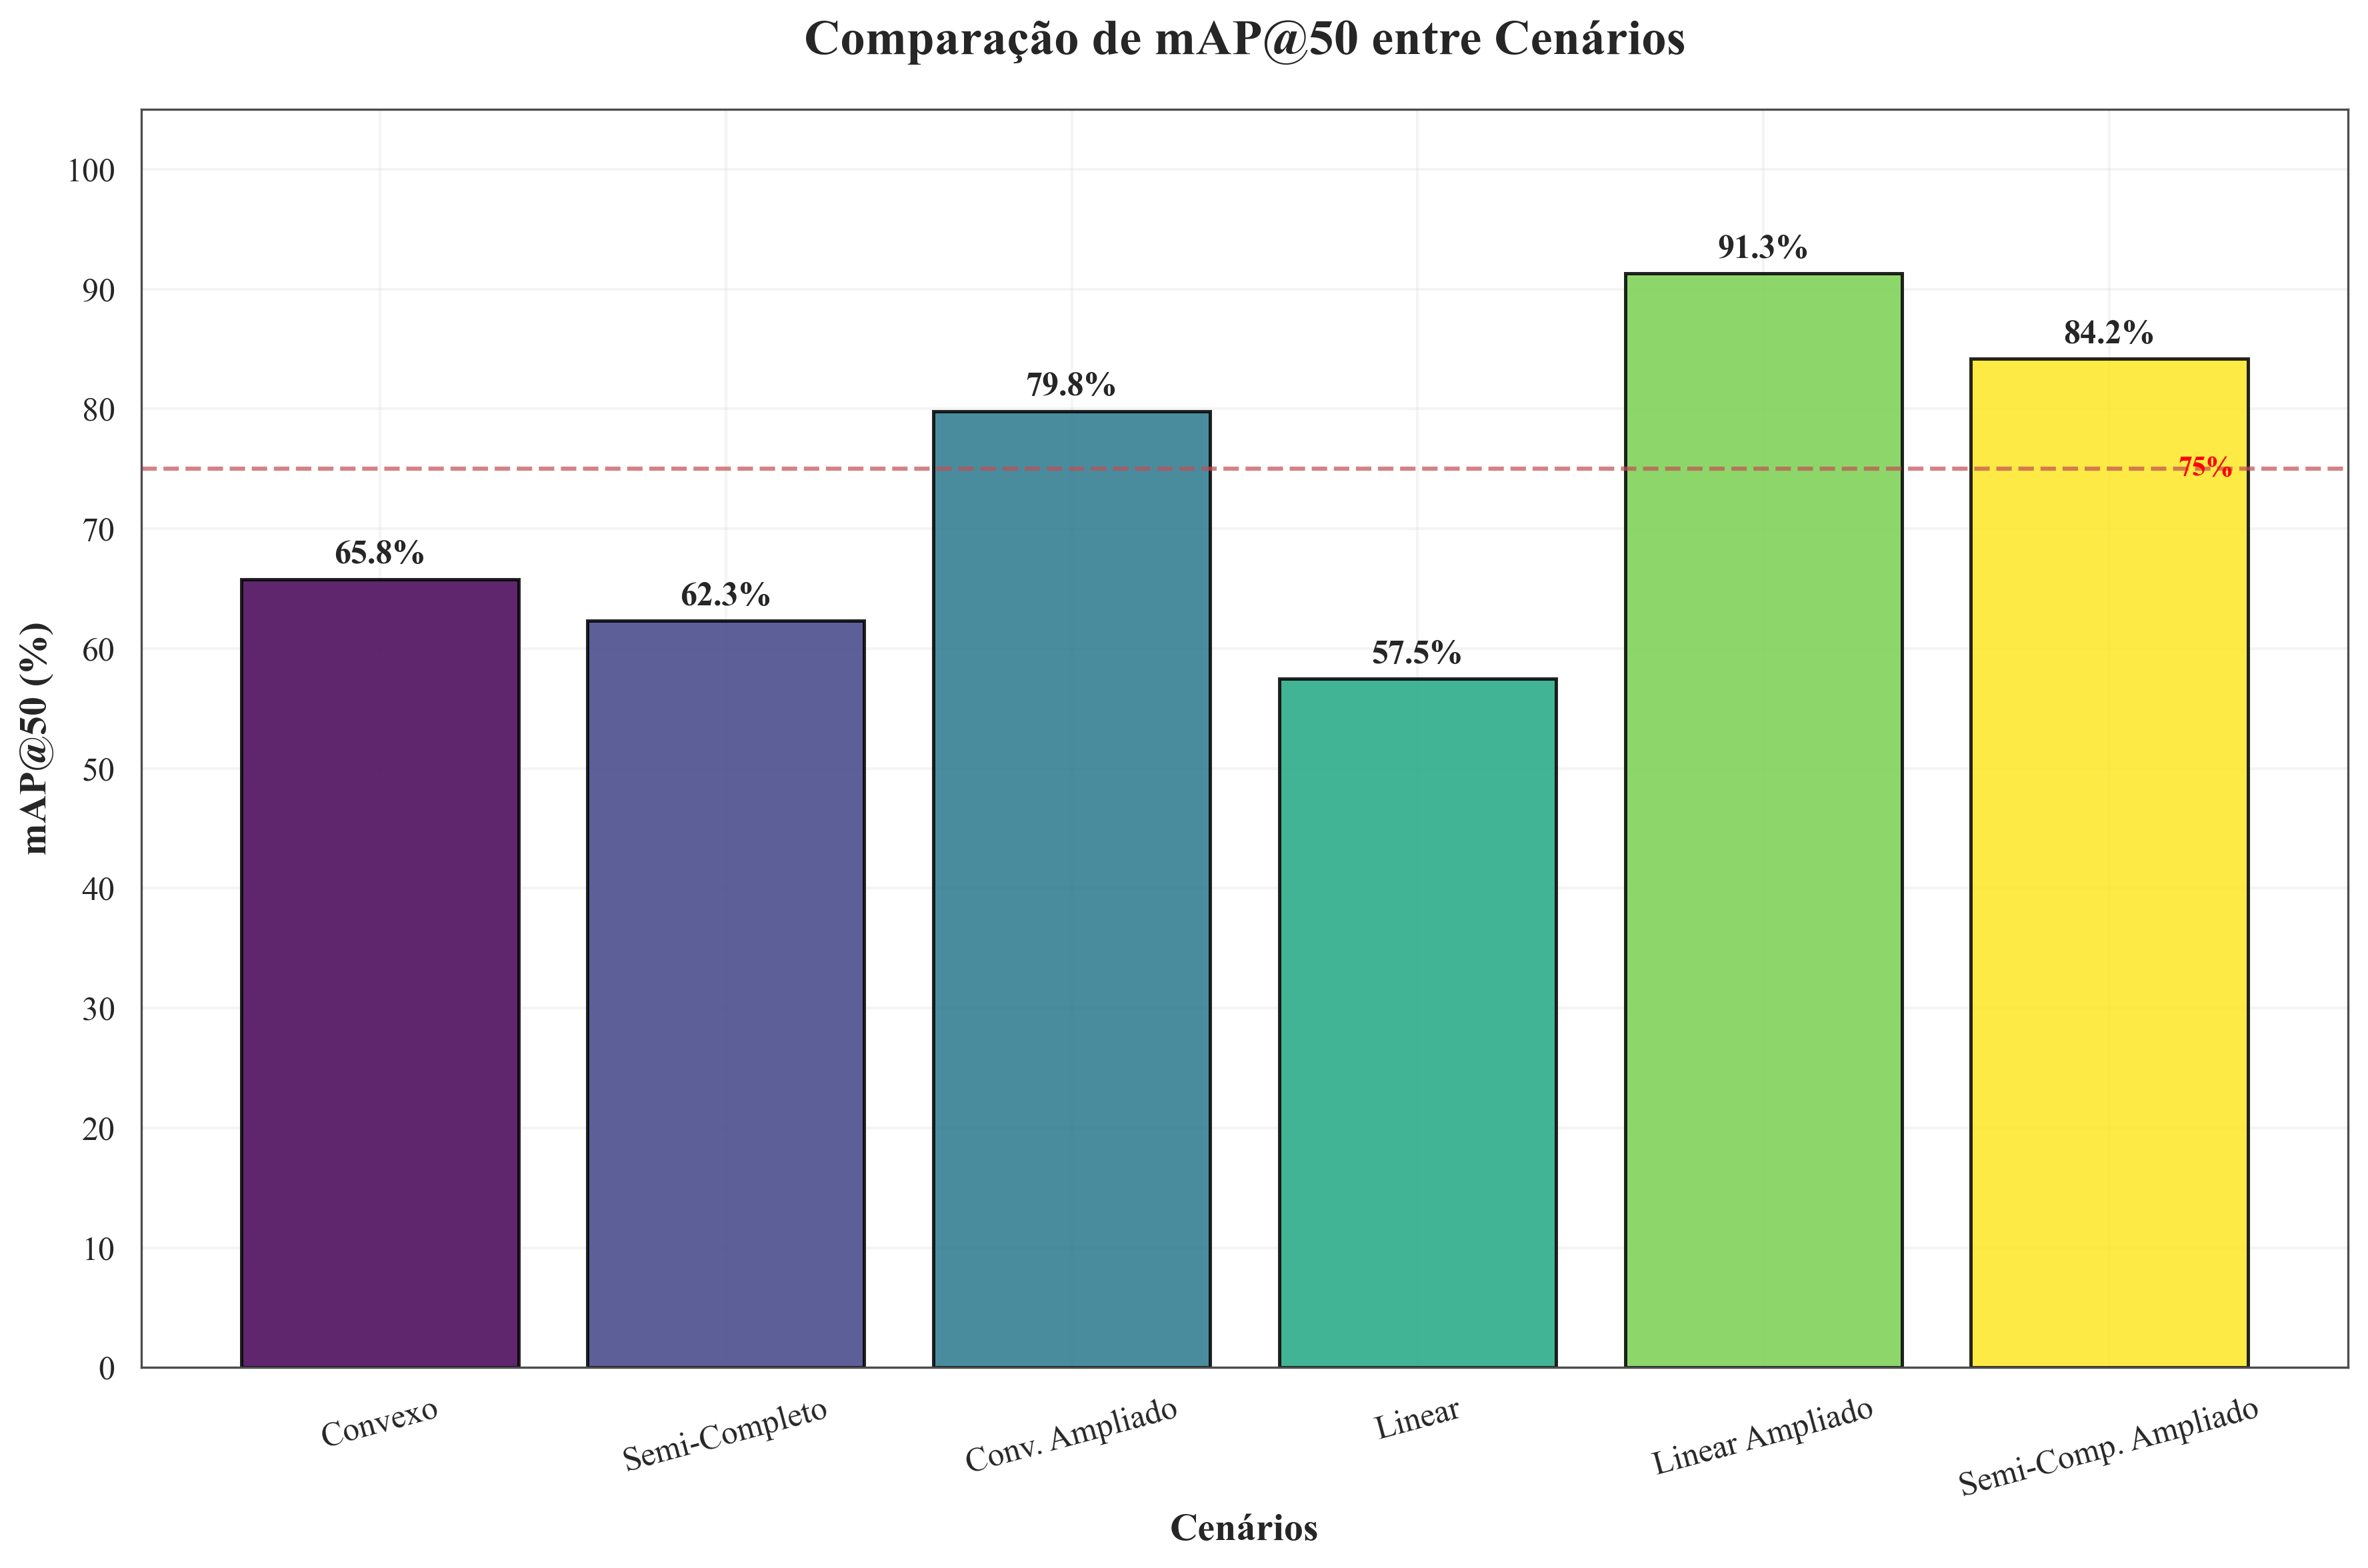 Comparação de mAP@50 entre Cenários
mAP@50 (%)
100
90
80
70
60
50
40
30
20
10
0
65.8%
62.3%
79.8%
57.5%
91.3%
84.2%
75%
Convexo
Semi-Completo
Conv. Ampliado
Linear
Linear Ampliado
Semi-Comp. Ampliado
Cenários